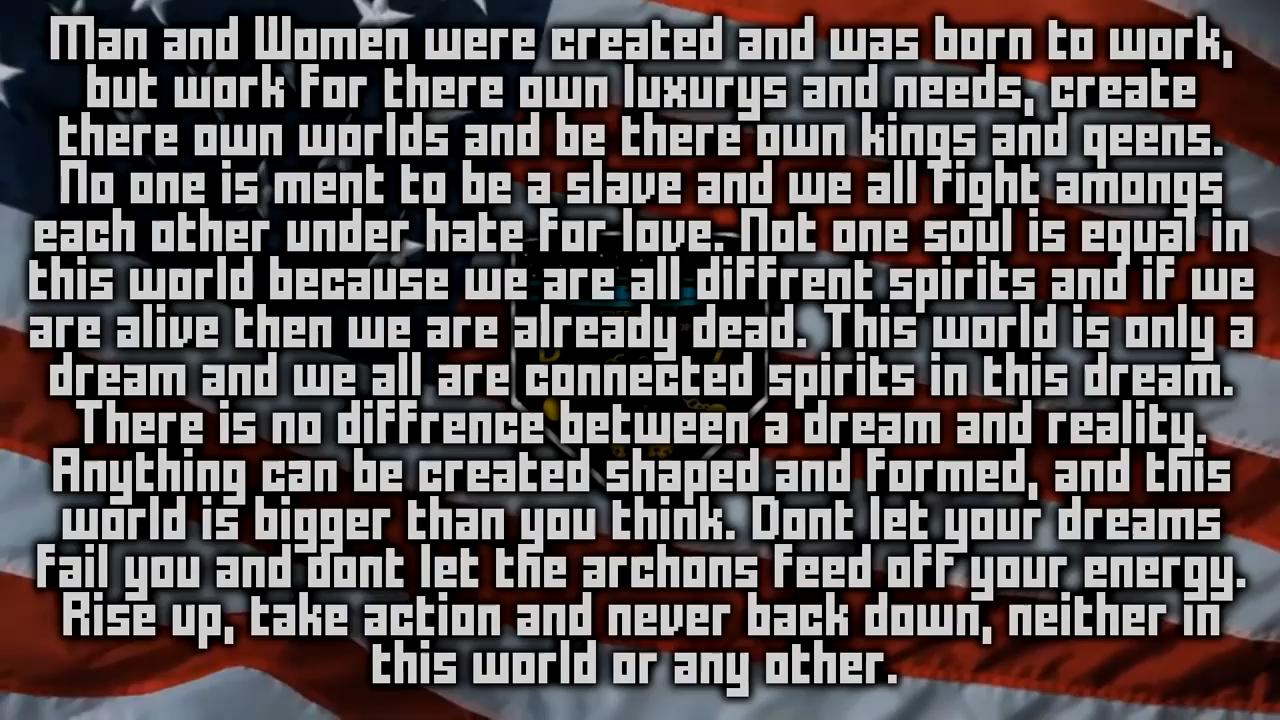 Man and Women were created and was born to work,
but work for there own luxurys and needs, create
there own worlds and be there own kings and qeens.
No one is ment to be a slave and we all fight amongs
each other under hate for love. Not one soul is equal in
this world because we are all diffrent spirits and if we
are alive then we are already dead. This world is only a
dream and we all are connected spirits in this dream.
There is no diffrence between a dream and reality.
Anything can be created shaped and formed, and this
world is bigger than you think. Dont let your dreams
fail you and dont let the archons feed off your energy.
Rise up, take action and never back down, neither in
this world or any other.